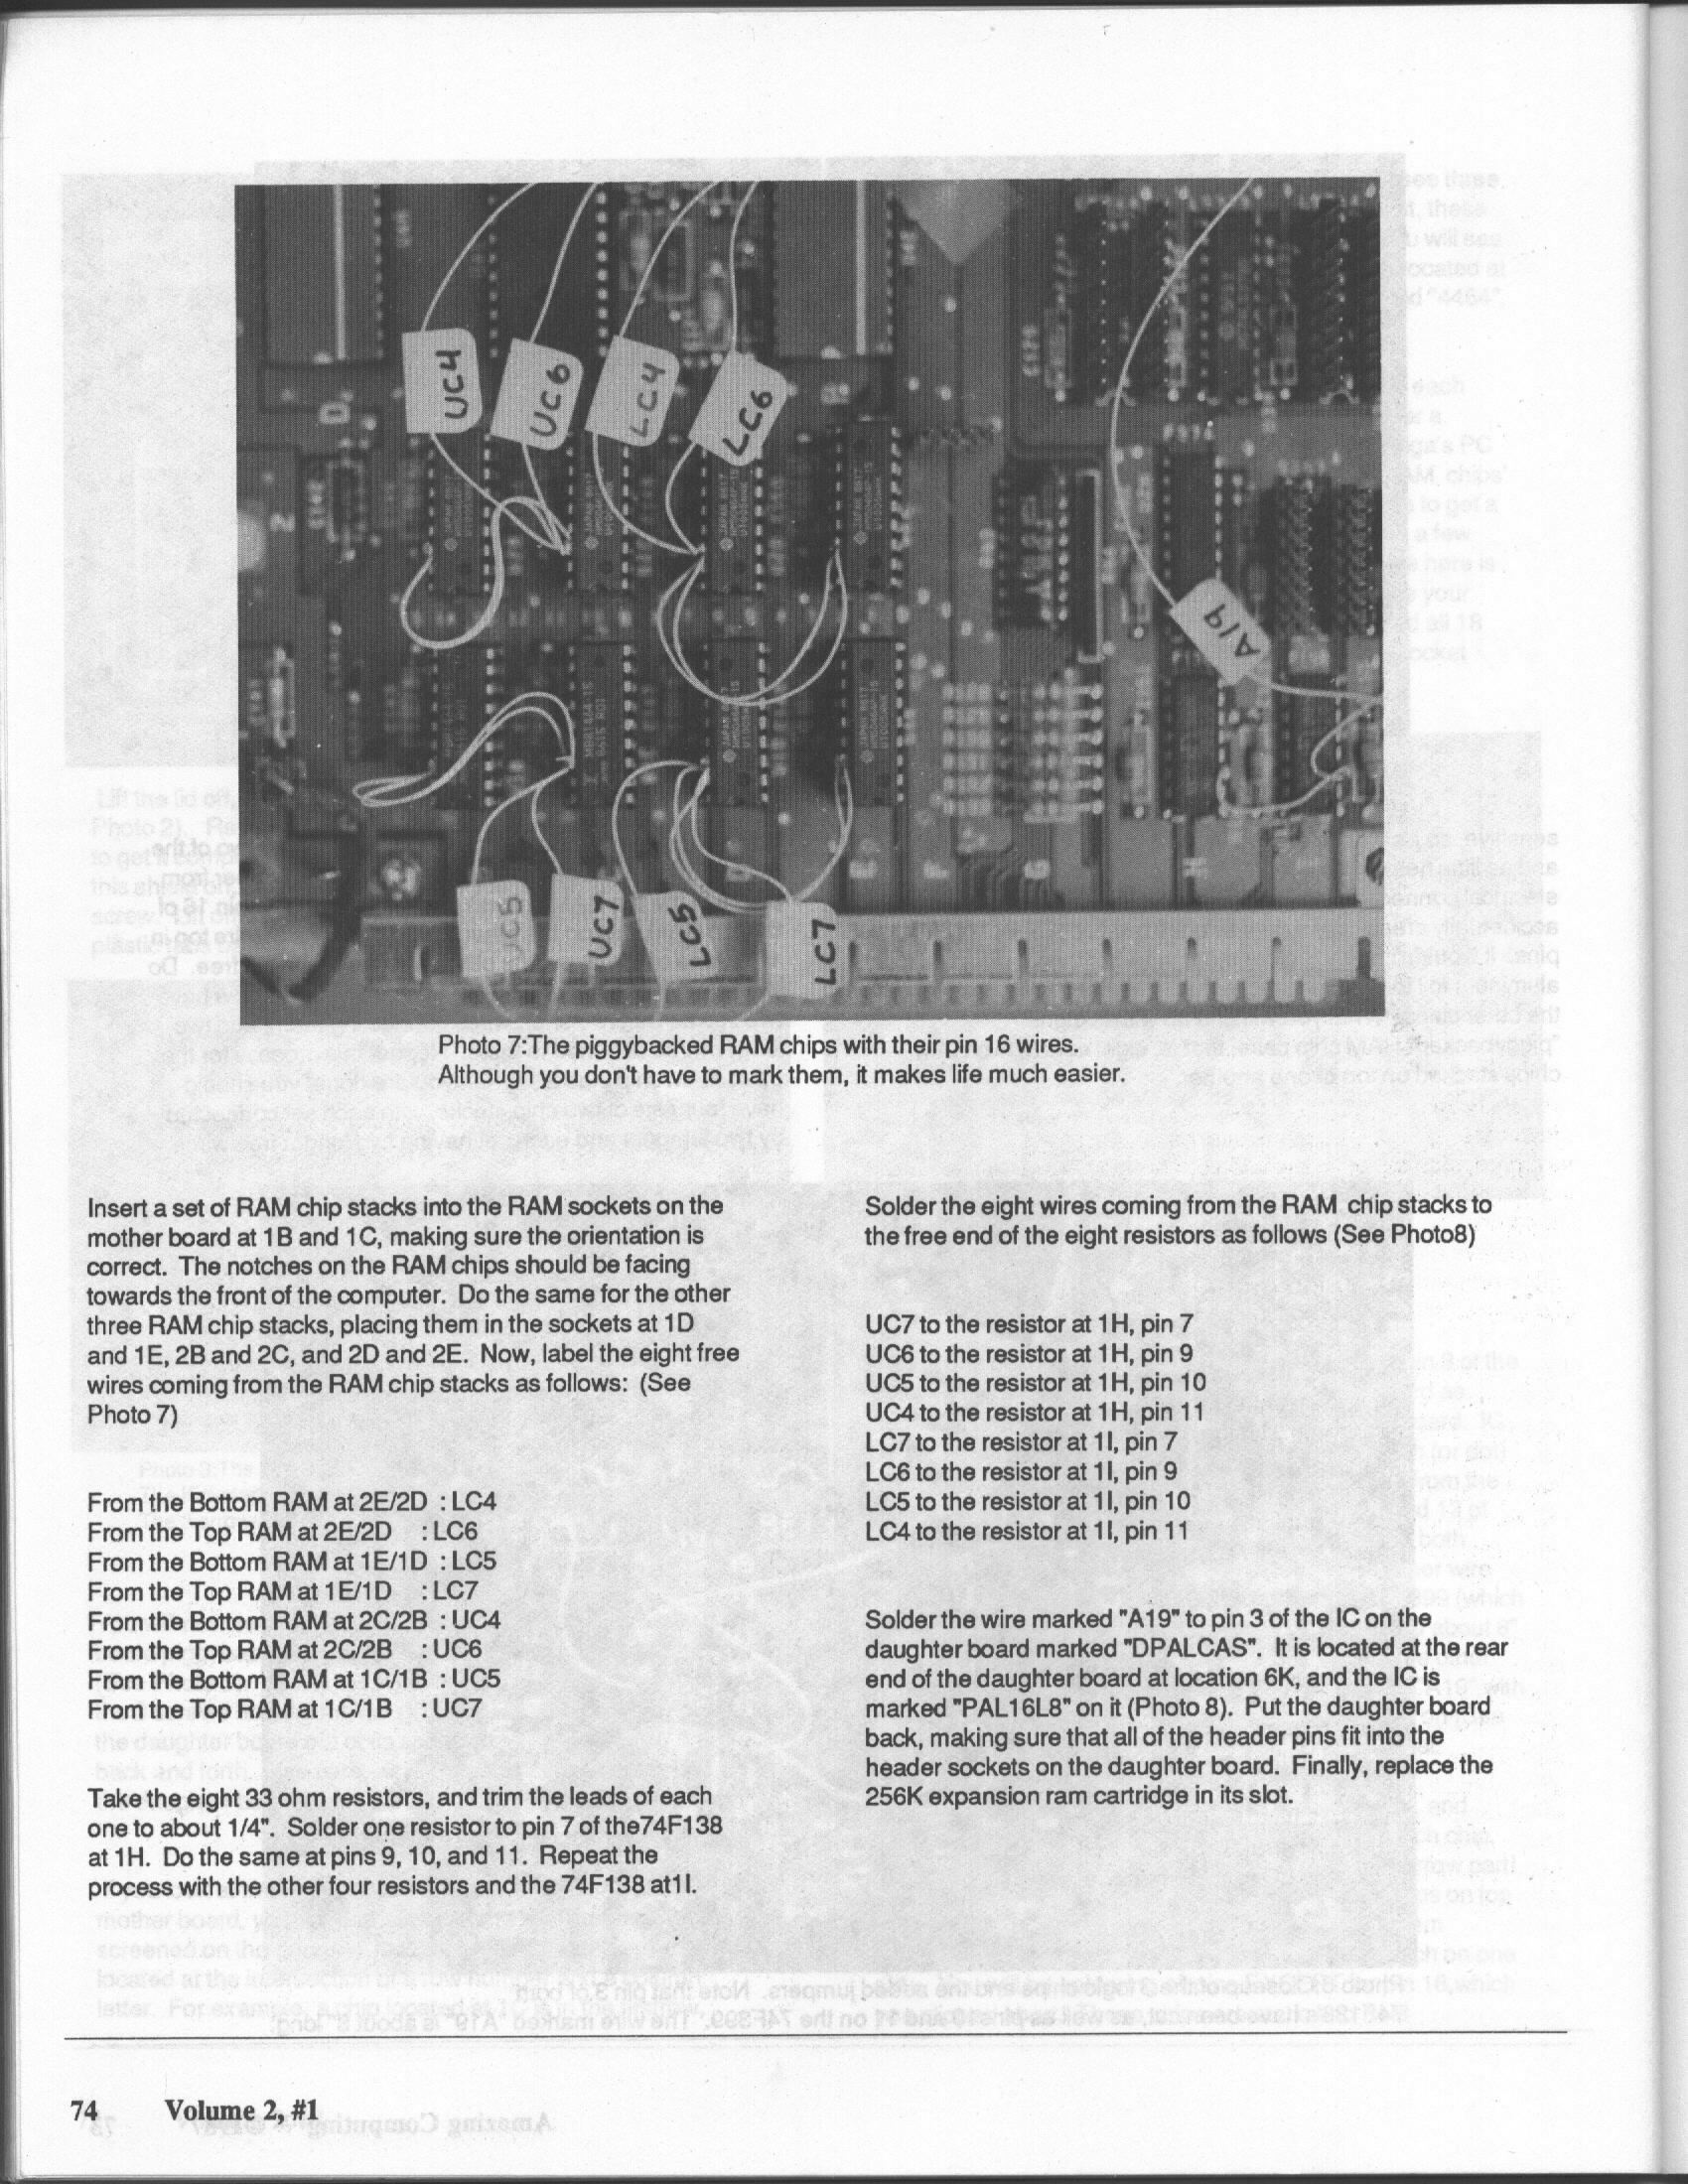 UC4
UC6
LC4
LC6
A19
UC5
UC7
LC5
LC7
Photo 7:The piggybacked RAM chips with their pin 16 wires.
Although you don't have to mark them, it makes life much easier.
Insert a set of RAM chip stacks into the RAM sockets on the
mother board at 1B and 1C, making sure the orientation is
correct. The notches on the RAM chips should be facing
towards the front of the computer. Do the same for the other
three RAM chip stacks, placing them in the sockets at 1D
and 1E, 2B and 2C, and 2D and 2E. Now, label the eight free
wires coming from the RAM chip stacks as follows: (See
Photo 7)
From the Bottom RAM at 2E/2D : LC4
From the Top RAM at 2E/2D : LC6
From the Bottom RAM at 1E/1D : LC5
From the Top RAM at 1E/1D : LC7
From the Bottom RAM at 2C/2B : UC4
From the Top RAM at 2C/2B : UC6
From the Bottom RAM at 1C/1B : UC5
From the Top RAM at 1C/1B : UC7
Take the eight 33 ohm resistors, and trim the leads of each
one to about 1/4". Solder one resistor to pin 7 of the74F138
at 1H. Do the same at pins 9, 10, and 11. Repeat the
process with the other four resistors and the 74F138 at1I.
Solder the eight wires coming from the RAM chip stacks to
the free end of the eight resistors as follows (See Photo8)
UC7 to the resistor at 1H, pin 7
UC6 to the resistor at 1H, pin 9
UC5 to the resistor at 1H, pin 10
UC4 to the resistor at 1H, pin 11
LC7 to the resistor at 1I, pin 7
LC6 to the resistor at 1I, pin 9
LC5 to the resistor at 1I, pin 10
LC4 to the resistor at 1I, pin 11
Solder the wire marked "A19" to pin 3 of the IC on the
daughter board marked "DPALCAS". It is located at the rear
end of the daughter board at location 6K, and the IC is
marked "PAL16L8" on it (Photo 8). Put the daughter board
back, making sure that all of the header pins fit into the
header sockets on the daughter board. Finally, replace the
256K expansion ram cartridge in its slot.
74 Volume 2, #1